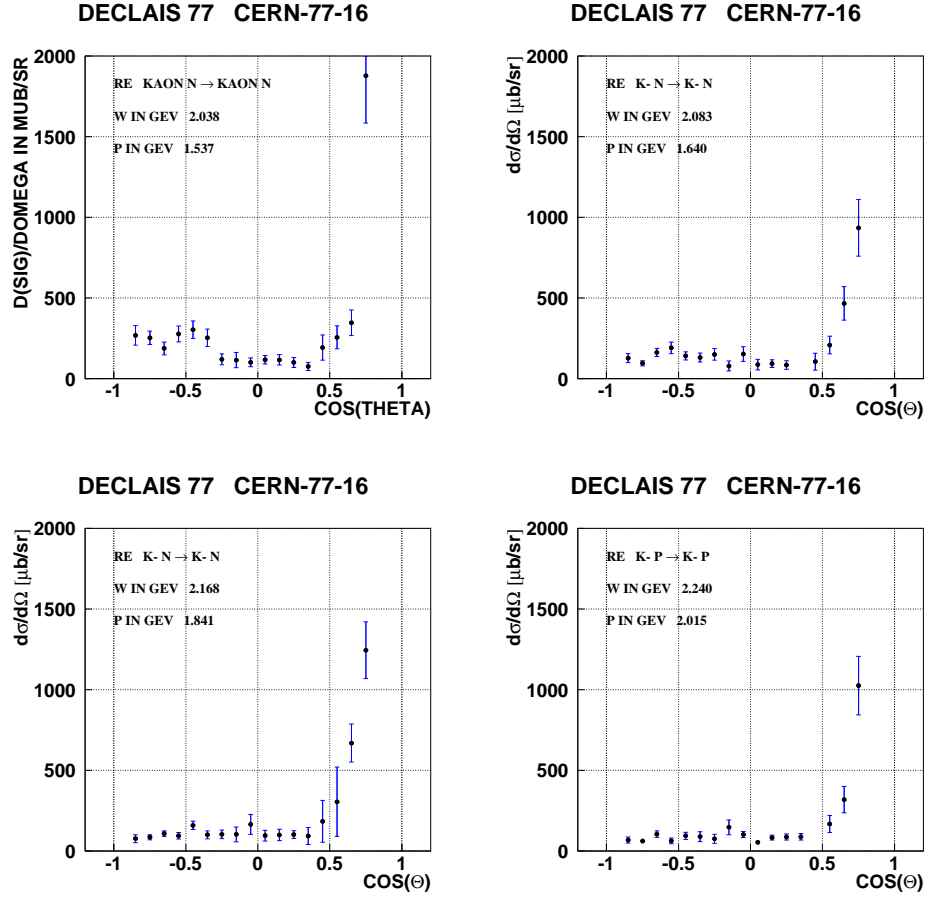 DECLAIS 77   CERN-77-16
D(SIG)/DOMEGA IN MUB/SR
2000
1500
1000
500
0
RE   KAON N → KAON N
W IN GEV   2.038
P IN GEV   1.537
-1   -0.5   0   0.5   1
COS(THETA)
DECLAIS 77   CERN-77-16
dσ/dΩ [μb/sr]
2000
1500
1000
500
0
RE   K- N → K- N
W IN GEV   2.083
P IN GEV   1.640
-1   -0.5   0   0.5   1
COS(Θ)
DECLAIS 77   CERN-77-16
dσ/dΩ [μb/sr]
2000
1500
1000
500
0
RE   K- N → K- N
W IN GEV   2.168
P IN GEV   1.841
-1   -0.5   0   0.5   1
COS(Θ)
DECLAIS 77   CERN-77-16
dσ/dΩ [μb/sr]
2000
1500
1000
500
0
RE   K- P → K- P
W IN GEV   2.240
P IN GEV   2.015
-1   -0.5   0   0.5   1
COS(Θ)